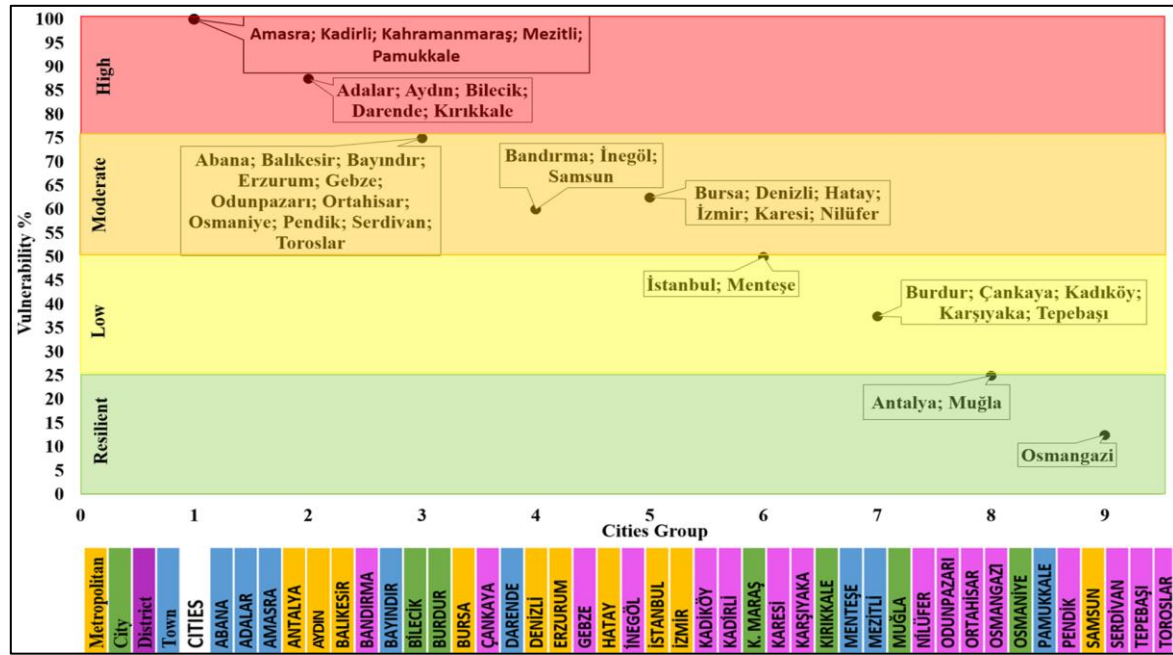 100
95
90
85
80
75
70
65
60
55
50
45
40
35
30
25
20
15
10
5
0
Vulnerability %
High
Moderate
Low
Resilient
Amasra; Kadirli; Kahramanmaraş; Mezitli;
Pamukkale
Adalar; Aydın; Bilecik;
Darende; Kırıkkale
Abana; Balıkesir; Bayındır;
Erzurum; Gebze;
Odunpazarı; Ortahisar;
Osmaniye; Pendik; Serdivan;
Toroslar
Bandırma; İnegöl;
Samsun
Bursa; Denizli; Hatay;
İzmir; Karesi; Nilüfer
İstanbul; Menteşe
Burdur; Çankaya; Kadıköy;
Karşıyaka; Tepebaşı
Antalya; Muğla
Osmangazi
0 1 2 3 4 5 6 7 8 9
Cities Group
Metropolitan
City
District
Town
CITIES
ABANA
ADALAR
AMASRA
ANTALYA
AYDIN
BALIKESİR
BANDIRMA
BAYINDIR
BİLECİK
BURDUR
BURSA
ÇANKAYA
DARENDE
DENİZLİ
ERZURUM
GEBZE
HATAY
İNEGÖL
İSTANBUL
İZMİR
KADIKÖY
KADİRLİ
K. MARAŞ
KARESİ
KARŞIYAKA
KIRIKKALE
MENTEŞE
MEZİTLİ
MUĞLA
NİLÜFER
ODUNPAZARI
ORTAHİSAR
OSMANGAZI
OSMANİYE
PAMUKKALE
PENDİK
SAMSUN
SERDİVAN
TEPEBAŞI
TOROSLAR